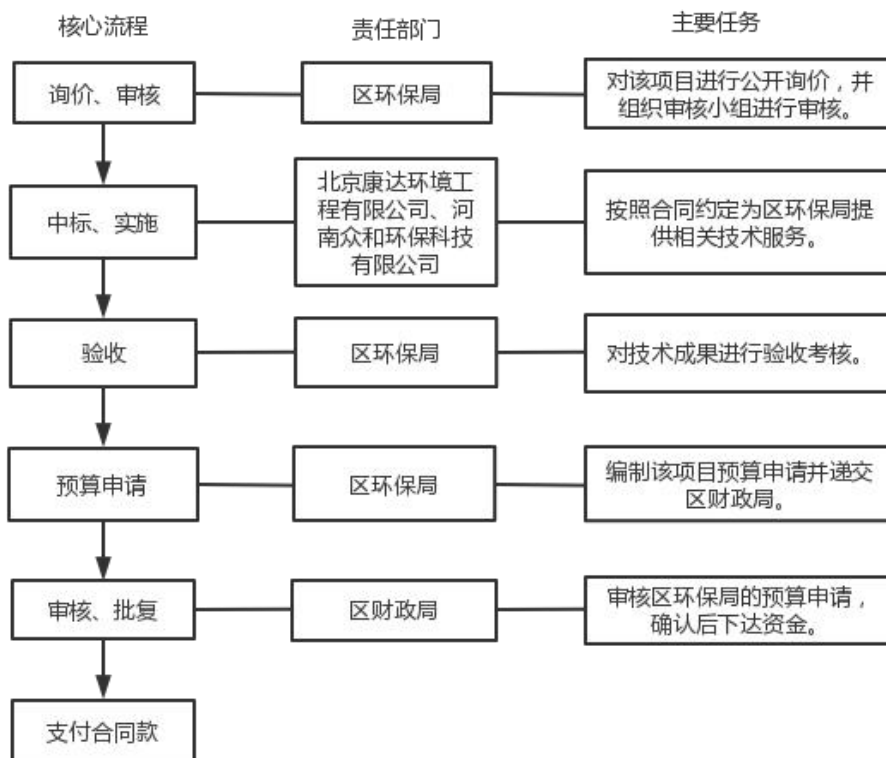 核心流程
责任部门
主要任务
询价、审核
区环保局
对该项目进行公开询价，并
组织审核小组进行审核。
中标、实施
北京康达环境工
程有限公司、河
南众和环保科技
有限公司
按照合同约定为区环保局提
供相关技术服务。
验收
区环保局
对技术成果进行验收考核。
预算申请
区环保局
编制该项目预算申请并递交
区财政局。
审核、批复
区财政局
审核区环保局的预算申请，
确认后下达资金。
支付合同款